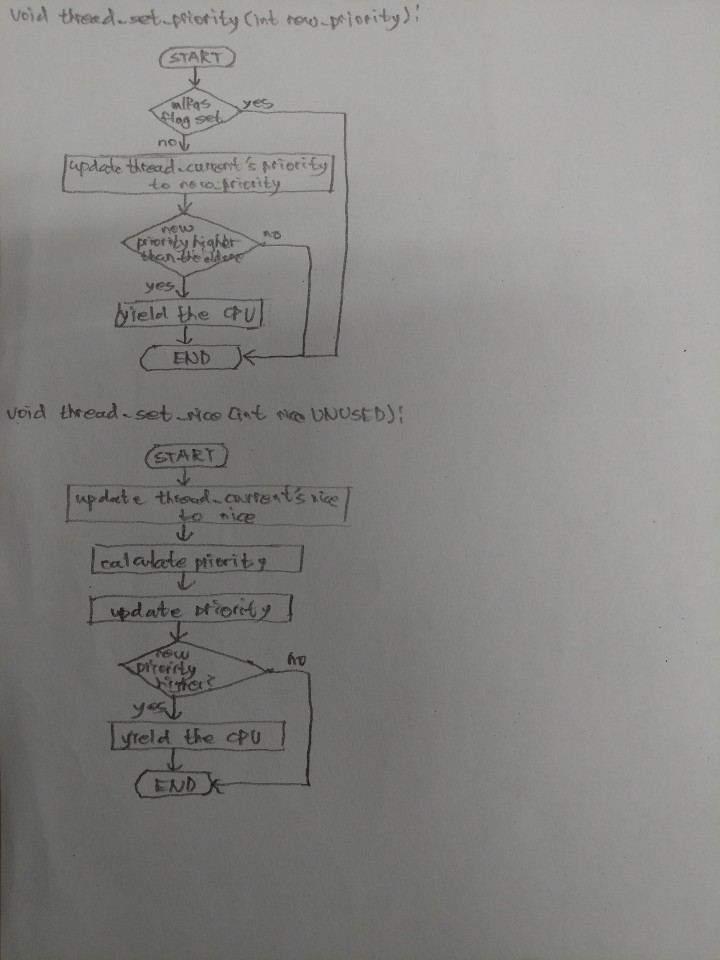 void thread_set_priority (int new_priority);
START
mlfqs
flag set
yes
no
update thread_current's priority
to new_priority
new
priority higher
than the
no
yes
yield the CPU
END
void thread_set_nice (int nice UNUSED);
START
update thread_current's nice
to nice
calculate priority
update priority
new
priority
higher?
no
yes
yield the CPU
END